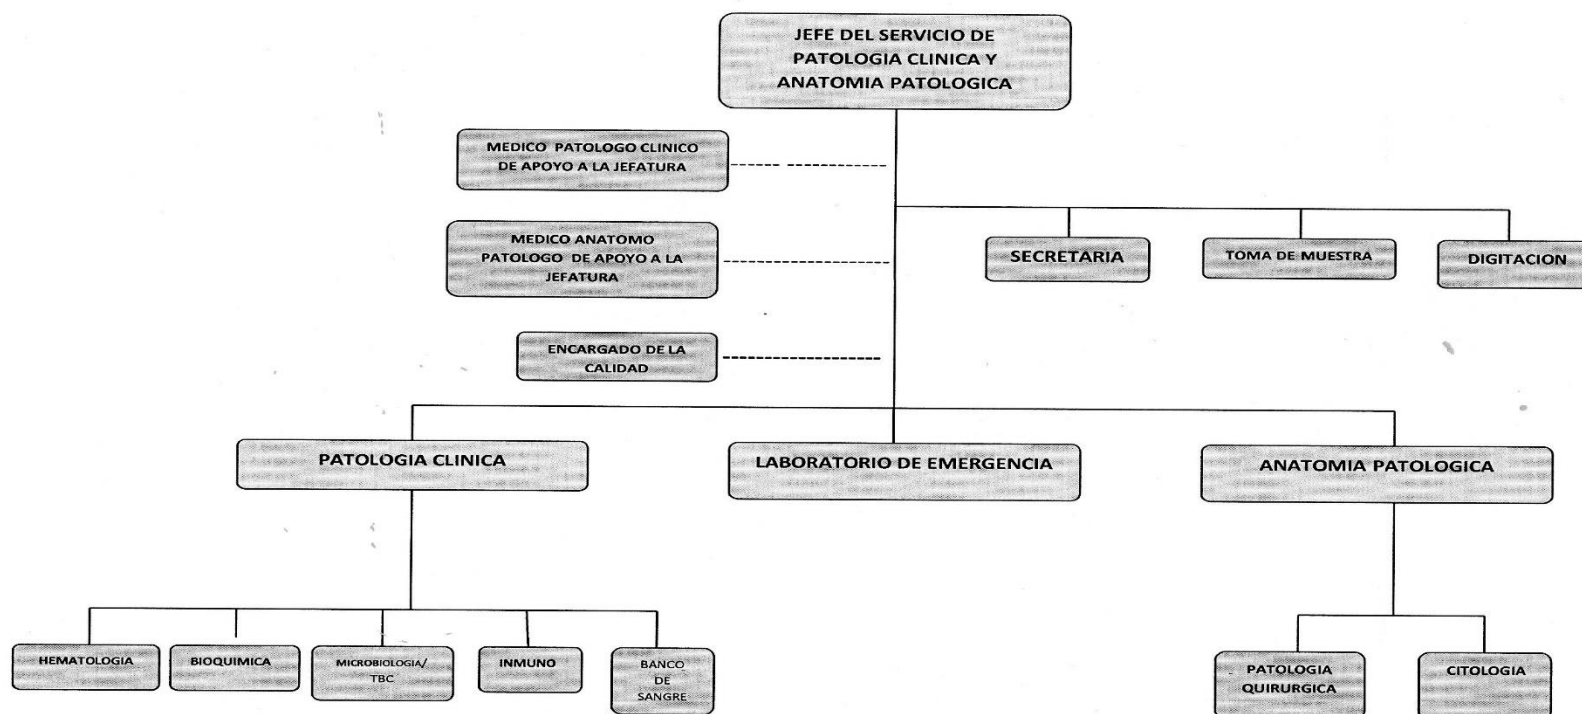 JEFE DEL SERVICIO DE
PATOLOGIA CLINICA Y
ANATOMIA PATOLOGICA
MEDICO PATOLOGO CLINICO
DE APOYO A LA JEFATURA
MEDICO ANATOMO
PATOLOGO DE APOYO A LA
JEFATURA
SECRETARIA
TOMA DE MUESTRA
DIGITACION
ENCARGADO DE LA
CALIDAD
PATOLOGIA CLINICA
LABORATORIO DE EMERGENCIA
ANATOMIA PATOLOGICA
HEMATOLOGIA
BIOQUIMICA
MICROBIOLOGIA/
TBC
INMUNO
BANCO
DE
SANGRE
PATOLOGIA
QUIRURGICA
CITOLOGIA